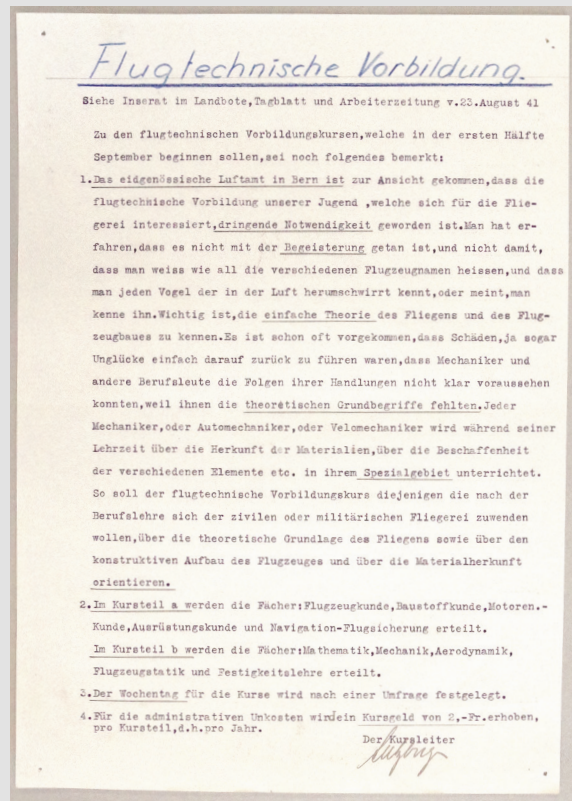 Flugtechnische Vorbildung.
Siehe Inserat im Landbote,Tagblatt und Arbeiterzeitung v.23.August 41
Zu den flugtechnischen Vorbildungskursen,welche in der ersten Hälfte
September beginnen sollen,sei noch folgendes bemerkt:
1.Das eidgenössische Luftamt in Bern ist zur Ansicht gekommen,dass die
flugtechnische Vorbildung unserer Jugend ,welche sich für die Flie-
gerei interessiert,dringende Notwendigkeit geworden ist.Man hat er-
fahren,dass es nicht mit der Begeisterung getan ist,und nicht damit,
dass man weiss wie all die verschiedenen Flugzeugnamen heissen,und dass
man jeden Vogel der in der Luft herumschwirrt kennt,oder meint,man
kenne ihn.Wichtig ist,die einfache Theorie des Fliegens und des Flug-
zeugbaues zu kennen.Es ist schon oft vorgekommen,dass Schäden,ja sogar
Unglücke einfach darauf zurück zu führen waren,dass Mechaniker und
andere Berufsleute die Folgen ihrer Handlungen nicht klar voraussehen
konnten,weil ihnen die theoretischen Grundbegriffe fehlten.Jeder
Mechaniker,oder Automechaniker,oder Velomechaniker wird während seiner
Lehrzeit über die Herkunft der Materialien,über die Beschaffenheit
der verschiedenen Elemente etc. in ihrem Spezialgebiet unterrichtet.
So soll der flugtechnische Vorbildungskurs diejenigen die nach der
Berufslehre sich der zivilen oder militärischen Fliegerei zuwenden
wollen,über die theoretische Grundlage des Fliegens sowie über den
konstruktiven Aufbau des Flugzeuges und über die Materialherkunft
orientieren.
2.Im Kursteil a werden die Fächer:Flugzeugkunde,Baustoffkunde,Motoren.-
Kunde,Ausrüstungskunde und Navigation-Flugsicherung erteilt.
Im Kursteil b werden die Fächer:Mathematik,Mechanik,Aerodynamik,
Flugzeugstatik und Festigkeitslehre erteilt.
3.Der Wochentag für die Kurse wird nach einer Umfrage festgelegt.
4.Für die administrativen Unkosten wird ein Kursgeld von 2,-Fr.erhoben,
pro Kursteil,d.h.pro Jahr.
Der Kursleiter